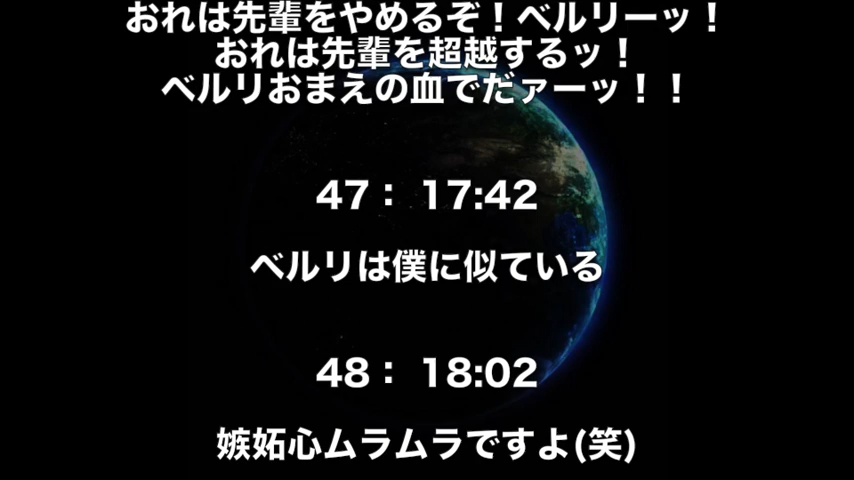 おれは先輩をやめるぞ！ベルリーッ！
おれは先輩を超越するッ！
ベルリおまえの血でだァーッ！！
47： 17:42
ベルリは僕に似ている
48： 18:02
嫉妬心ムラムラですよ(笑)